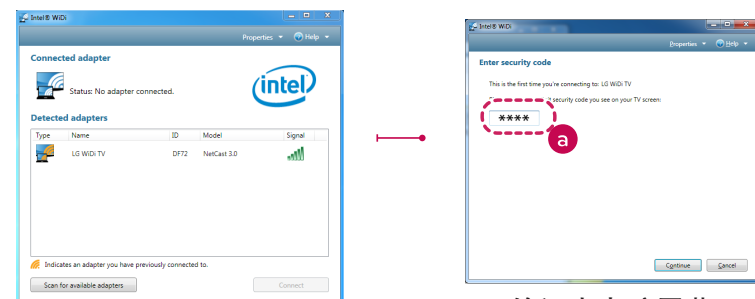 Intel® WiDi
Properties Help
Connected adapter
Status: No adapter connected.
intel
Detected adapters
Type Name ID Model Signal
LG WiDi TV DF72 NetCast 3.0
Indicates an adapter you have previously connected to.
Scan for available adapters Connect
Intel® WiDi
Properties Help
Enter security code
This is the first time you're connecting to: LG WiDi TV
security code you see on your TV screen:
****
a
Continue Cancel